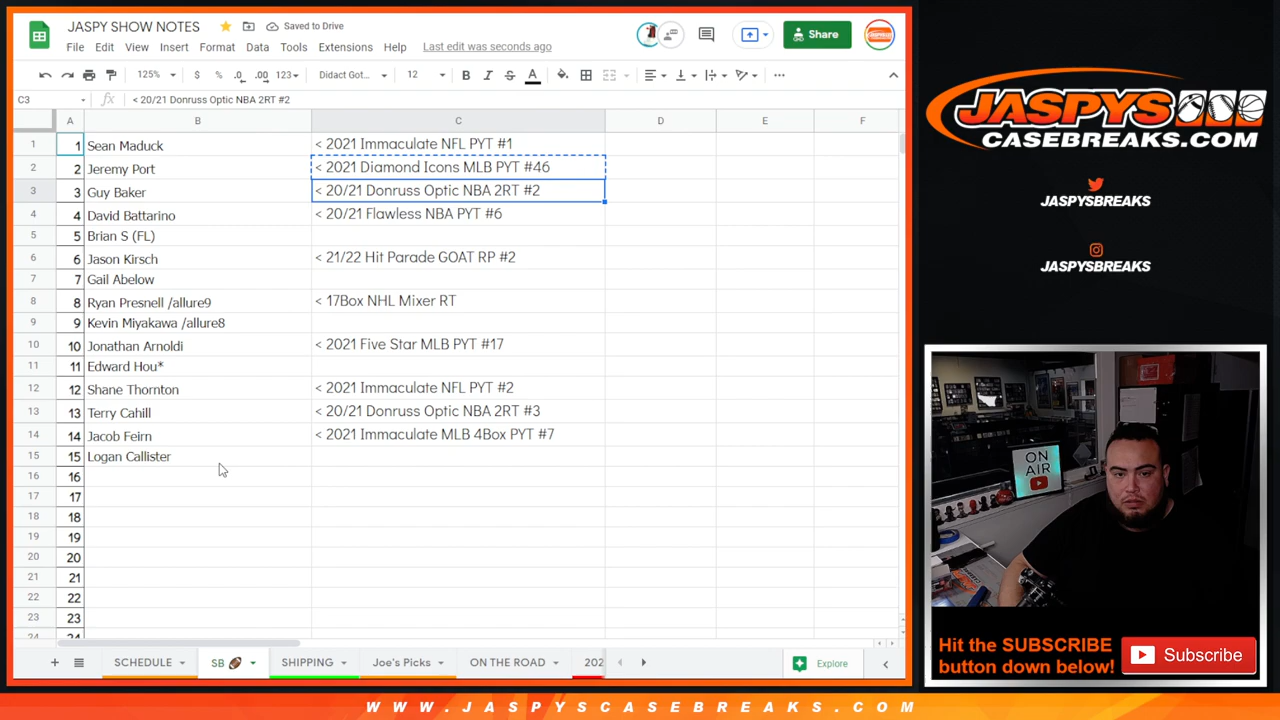 JASPY SHOW NOTES
Saved to Drive
File Edit View Insert Format Data Tools Extensions Help Last edit was seconds ago
Share
125% $ % .0 .00 123 Didact Got... 12 B I S A
C3 fx < 20/21 Donruss Optic NBA 2RT #2
A B C D E F
1 1 Sean Maduck < 2021 Immaculate NFL PYT #1
2 2 Jeremy Port < 2021 Diamond Icons MLB PYT #46
3 3 Guy Baker < 20/21 Donruss Optic NBA 2RT #2
4 4 David Battarino < 20/21 Flawless NBA PYT #6
5 5 Brian S (FL)
6 6 Jason Kirsch < 21/22 Hit Parade GOAT RP #2
7 7 Gail Abelow
8 8 Ryan Presnell /allure9 < 17Box NHL Mixer RT
9 9 Kevin Miyakawa /allure8
10 10 Jonathan Arnoldi < 2021 Five Star MLB PYT #17
11 11 Edward Hou*
12 12 Shane Thornton < 2021 Immaculate NFL PYT #2
13 13 Terry Cahill < 20/21 Donruss Optic NBA 2RT #3
14 14 Jacob Feirn < 2021 Immaculate MLB 4Box PYT #7
15 15 Logan Callister
16 16
17 17
18 18
19 19
20 20
21 21
22 22
23 23
24 24
SCHEDULE SB SHIPPING Joe's Picks ON THE ROAD 202 Explore
JASPYS
CASEBREAKS.COM
JASPYSBREAKS
JASPYSBREAKS
ON
AIR
Hit the SUBSCRIBE
button down below!
Subscribe
WWW.JASPYSCASEBREAKS.COM